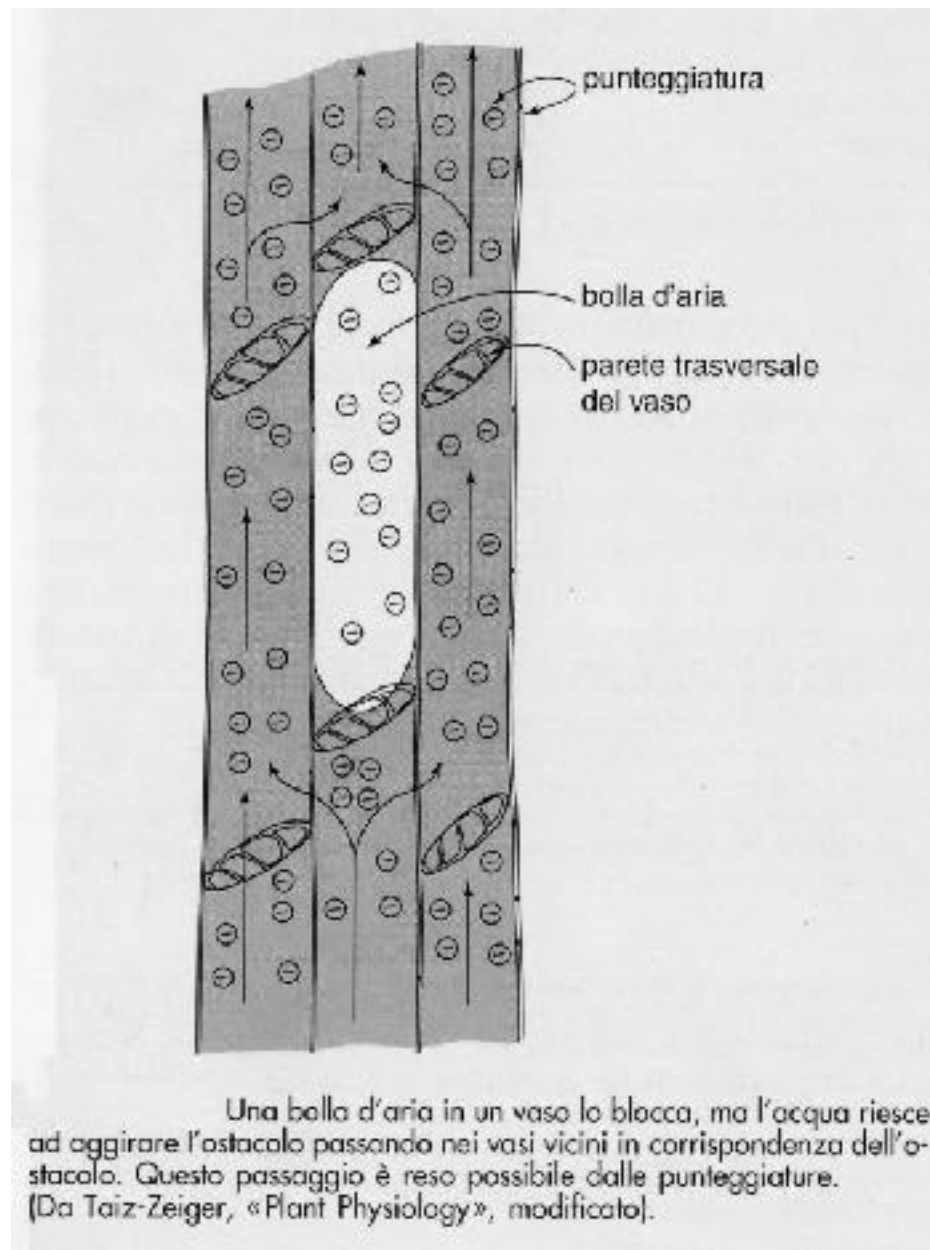 punteggiatura
bolla d'aria
parete trasversale
del vaso
Una bolla d'aria in un vaso lo blocca, ma l'acqua riesce
ad aggirare l'ostacolo passando nei vasi vicini in corrispondenza dell'o-
stacolo. Questo passaggio è reso possibile dalle punteggiature.
(Da Taiz-Zeiger, «Plant Physiology», modificato).